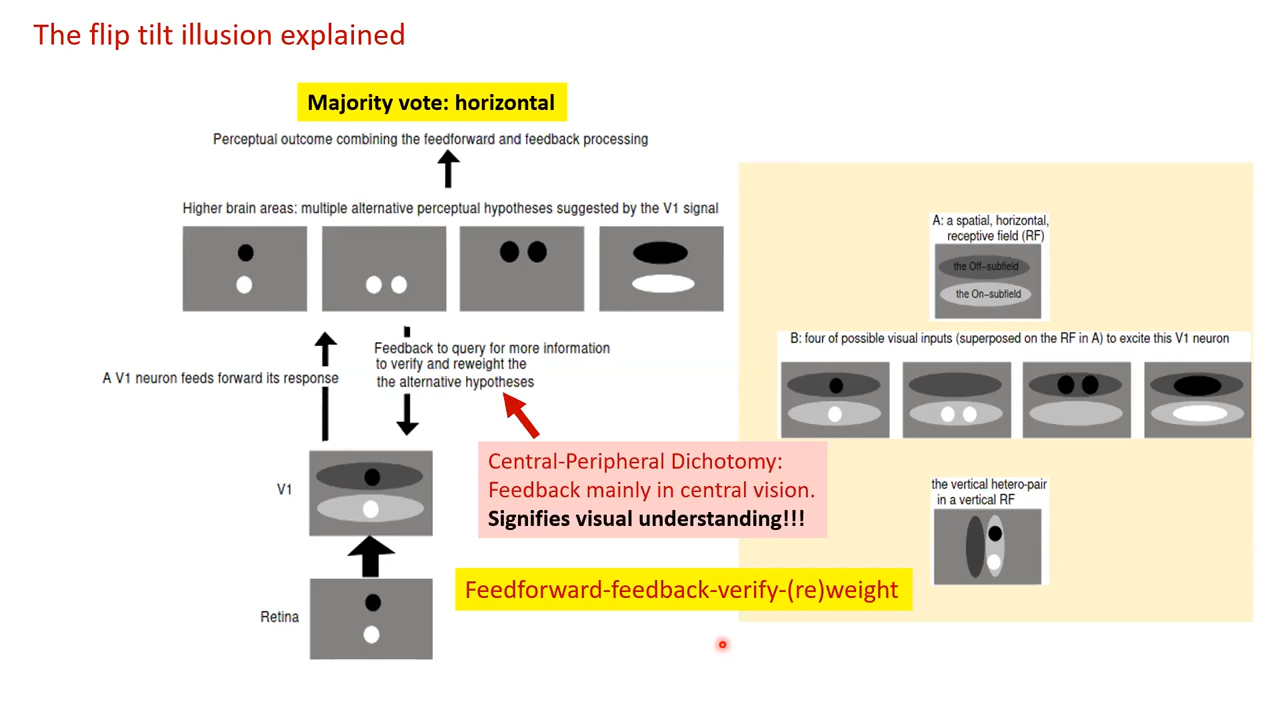 The flip tilt illusion explained
Majority vote: horizontal
Perceptual outcome combining the feedforward and feedback processing
Higher brain areas: multiple alternative perceptual hypotheses suggested by the V1 signal
Feedback to query for more information
to verify and reweight the
the alternative hypotheses
A V1 neuron feeds forward its response
Central-Peripheral Dichotomy:
Feedback mainly in central vision.
Signifies visual understanding!!!
V1
Feedforward-feedback-verify-(re)weight
Retina
A: a spatial, horizontal,
receptive field (RF)
the Off-subfield
the On-subfield
B: four of possible visual inputs (superposed on the RF in A) to excite this V1 neuron
the vertical hetero-pair
in a vertical RF